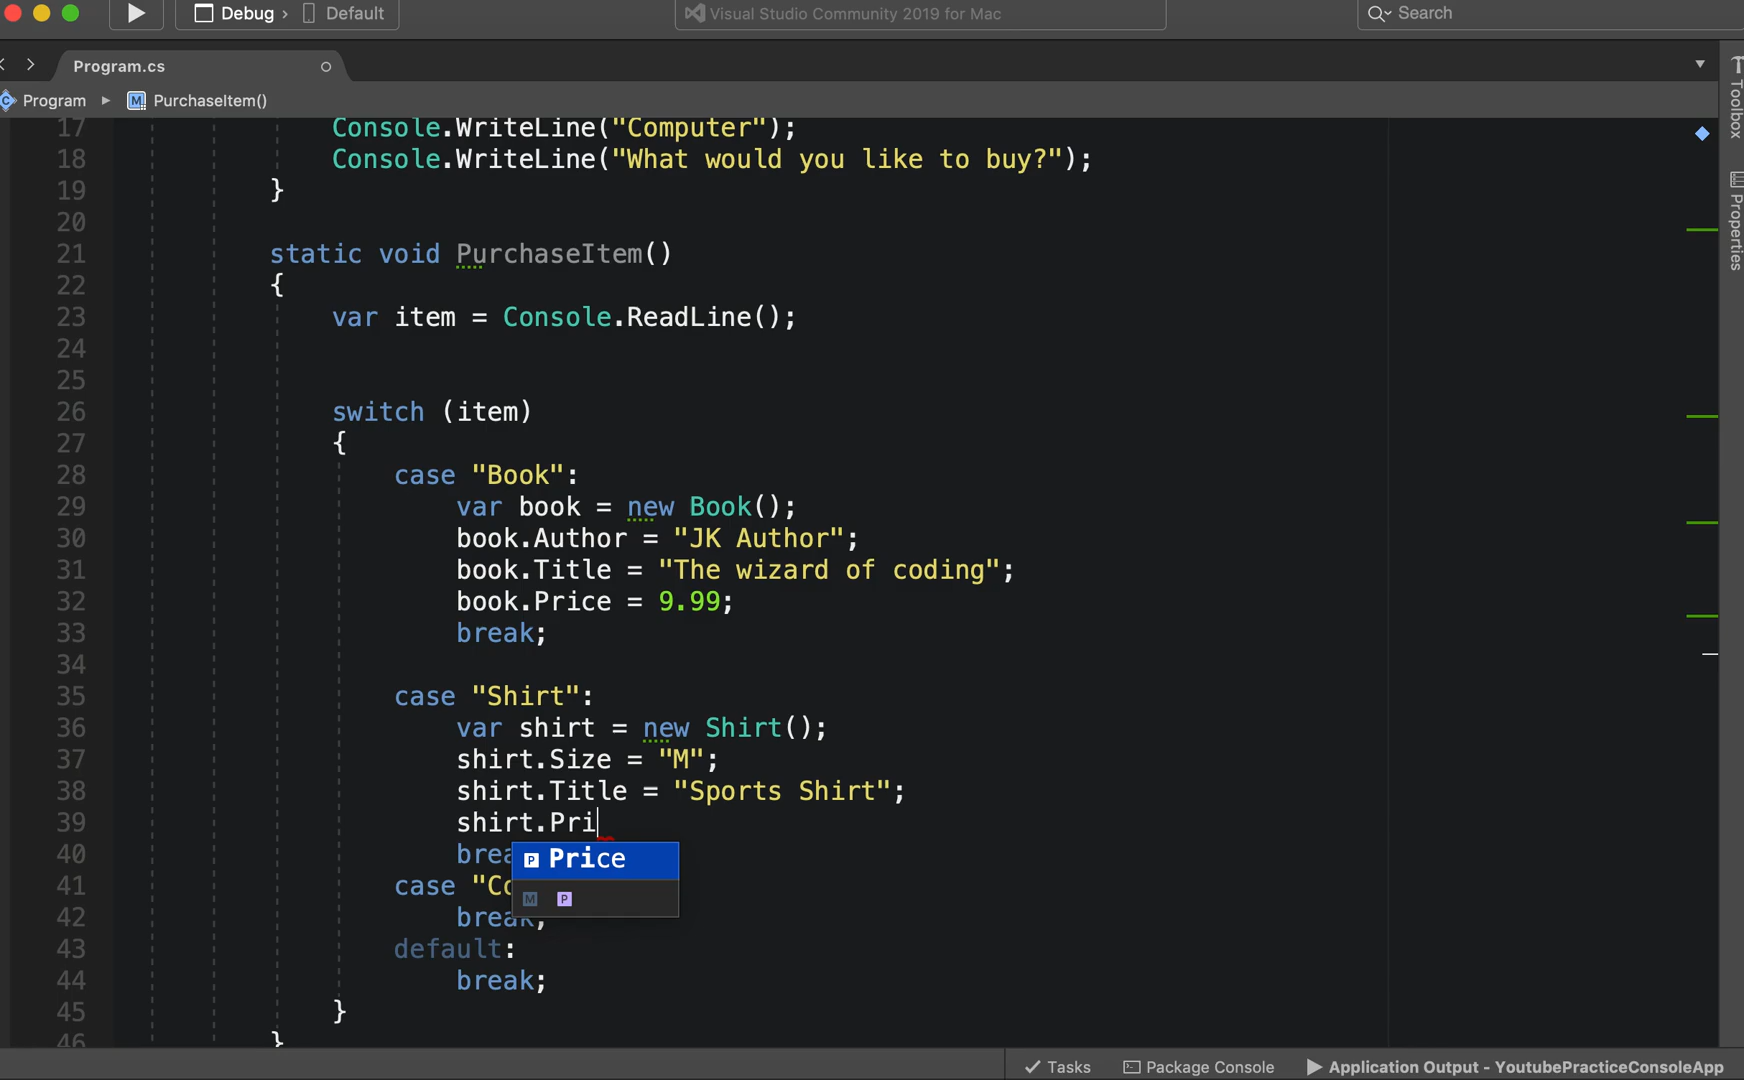 Debug › Default
Visual Studio Community 2019 for Mac
Search
Program.cs
Program ▸ M PurchaseItem()
Toolbox
Properties
17 Console.WriteLine("Computer");
18 Console.WriteLine("What would you like to buy?");
19 }
20
21 static void PurchaseItem()
22 {
23 var item = Console.ReadLine();
24
25
26 switch (item)
27 {
28 case "Book":
29 var book = new Book();
30 book.Author = "JK Author";
31 book.Title = "The wizard of coding";
32 book.Price = 9.99;
33 break;
34
35 case "Shirt":
36 var shirt = new Shirt();
37 shirt.Size = "M";
38 shirt.Title = "Sports Shirt";
39 shirt.Pri
40 brea
P Price
41 case "Co
M P
42 break;
43 default:
44 break;
45 }
46 }
Tasks
Package Console
Application Output - YoutubePracticeConsoleApp